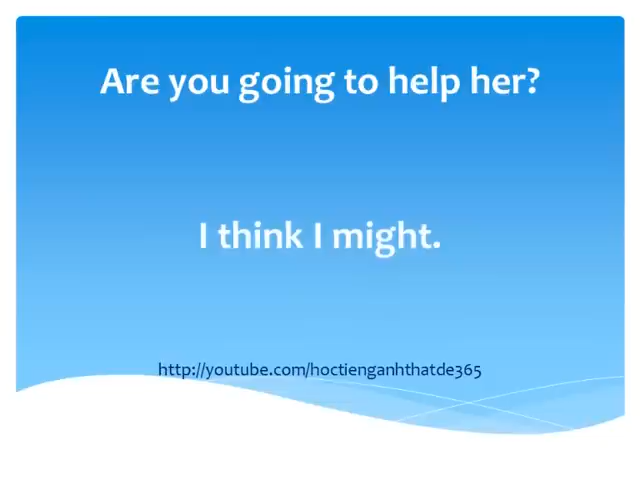 Are you going to help her?
I think I might.
http://youtube.com/hoctienganhthatde365